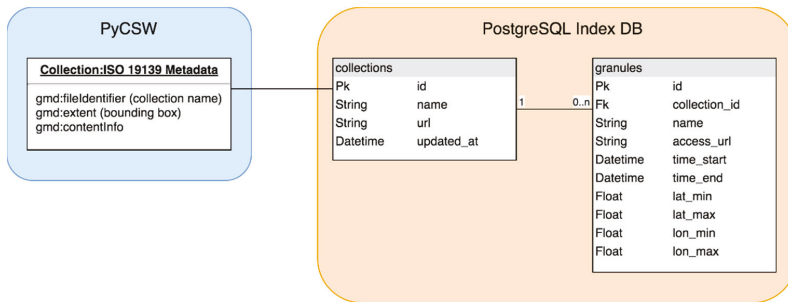 PyCSW
Collection:ISO 19139 Metadata
gmd:fileIdentifier (collection name)
gmd:extent (bounding box)
gmd:contentInfo
PostgreSQL Index DB
collections
Pk id
String name
String url
Datetime updated_at
1 0..n
granules
Pk id
Fk collection_id
String name
String access_url
Datetime time_start
Datetime time_end
Float lat_min
Float lat_max
Float lon_min
Float lon_max